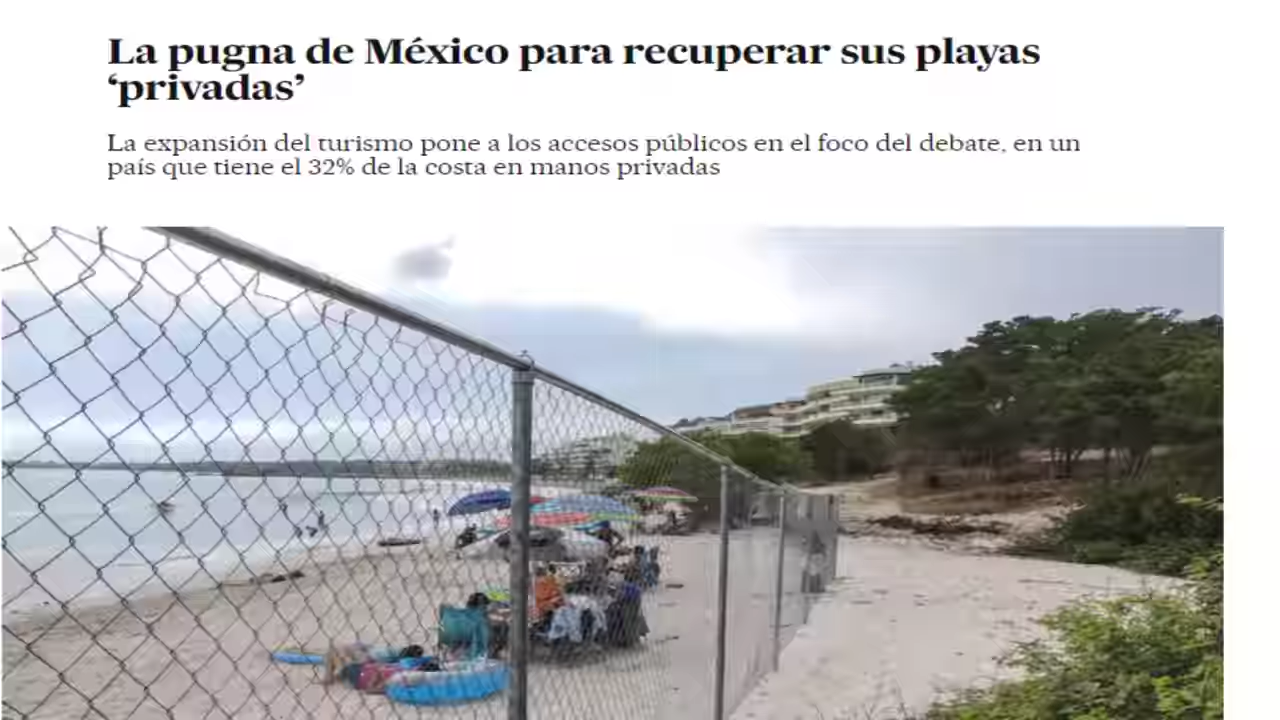 La pugna de México para recuperar sus playas
‘privadas’
La expansión del turismo pone a los accesos públicos en el foco del debate, en un
país que tiene el 32% de la costa en manos privadas